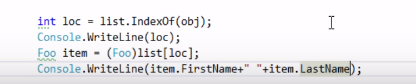 int loc = list.IndexOf(obj);
Console.WriteLine(loc);
Foo item = (Foo)list[loc];
Console.WriteLine(item.FirstName+" "+item.LastName);